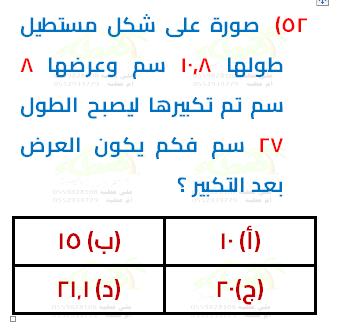 ٥٢) صورة على شكل مستطيل
طولها ١٠,٨ سم وعرضها ٨
سم تم تكبيرها ليصبح الطول
٢٧ سم فكم يكون العرض
بعد التكبير ؟
(أ) ١٠ (ب) ١٥
(ج) ٢٠ (د) ٢١,١